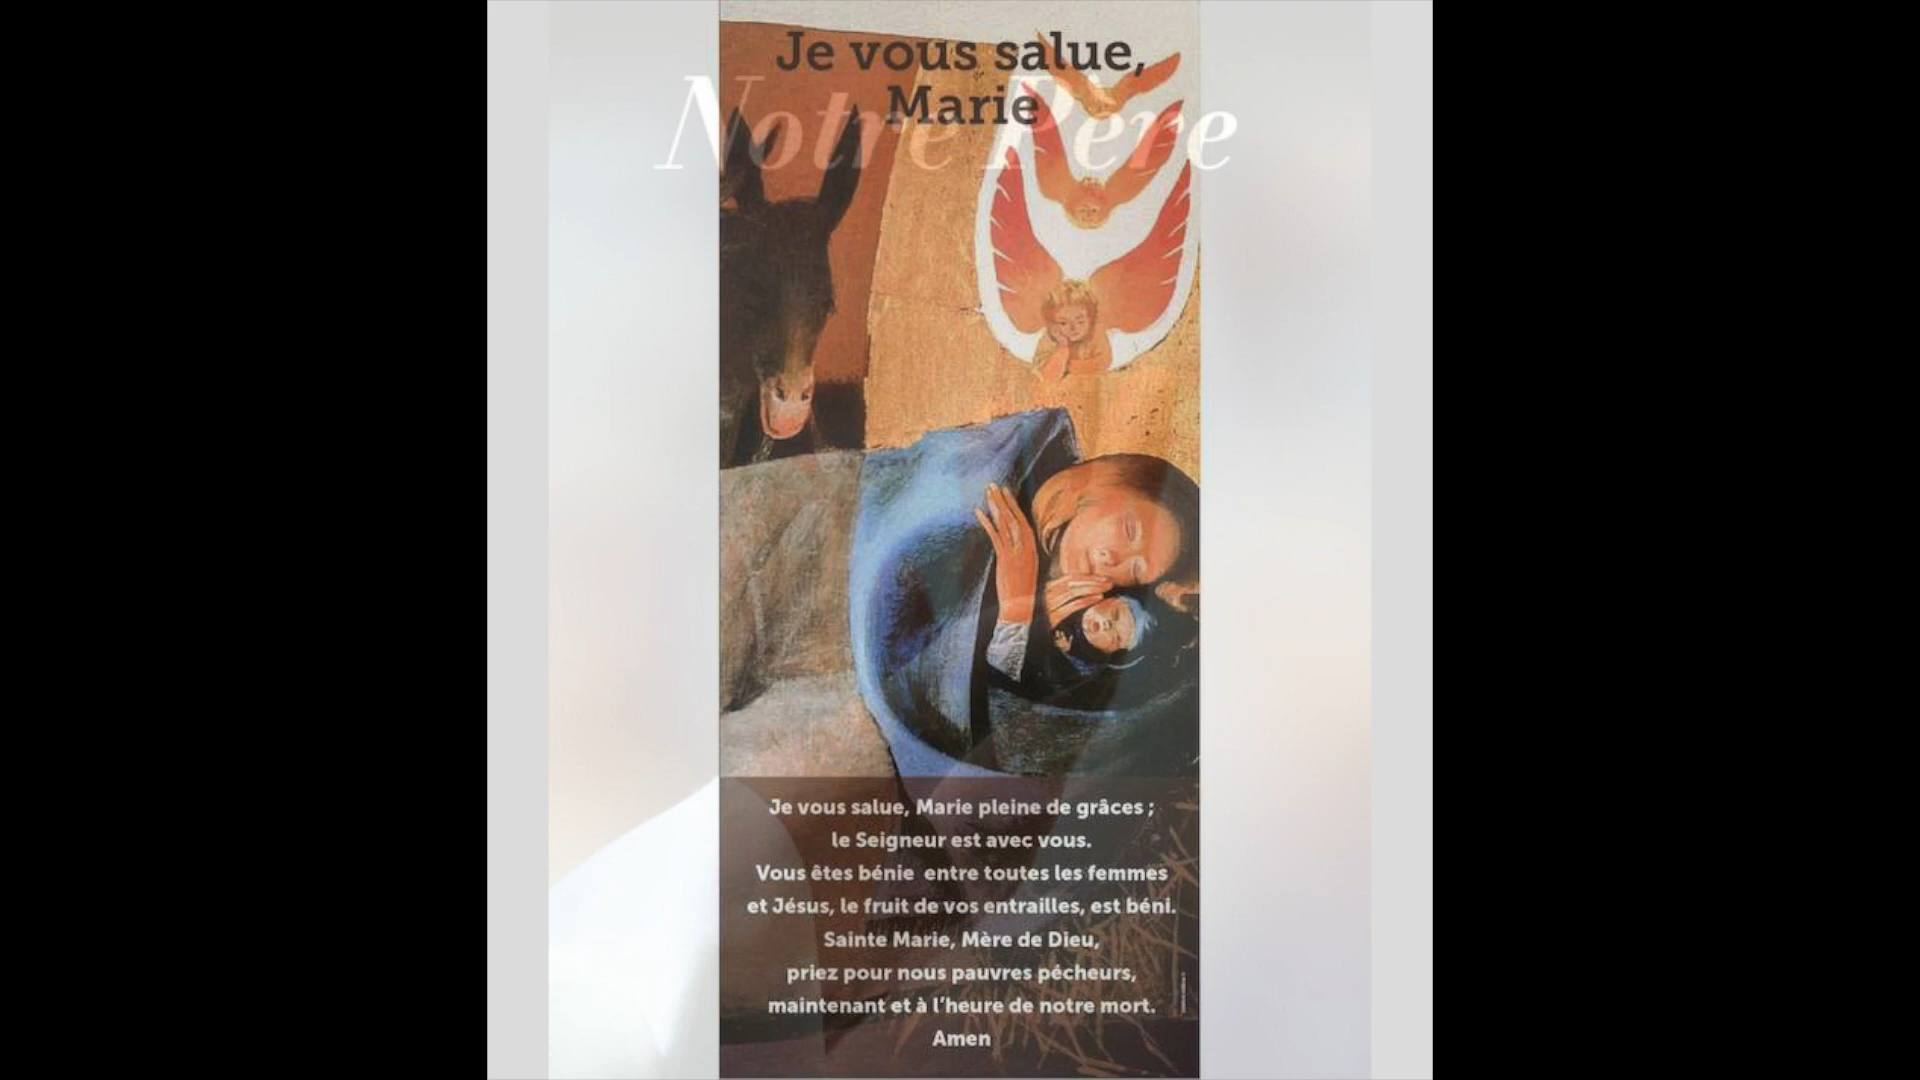 Je vous salue,
Marie
Notre Père
Je vous salue, Marie pleine de grâces ;
le Seigneur est avec vous.
Vous êtes bénie entre toutes les femmes
et Jésus, le fruit de vos entrailles, est béni.
Sainte Marie, Mère de Dieu,
priez pour nous pauvres pécheurs,
maintenant et à l'heure de notre mort.
Amen